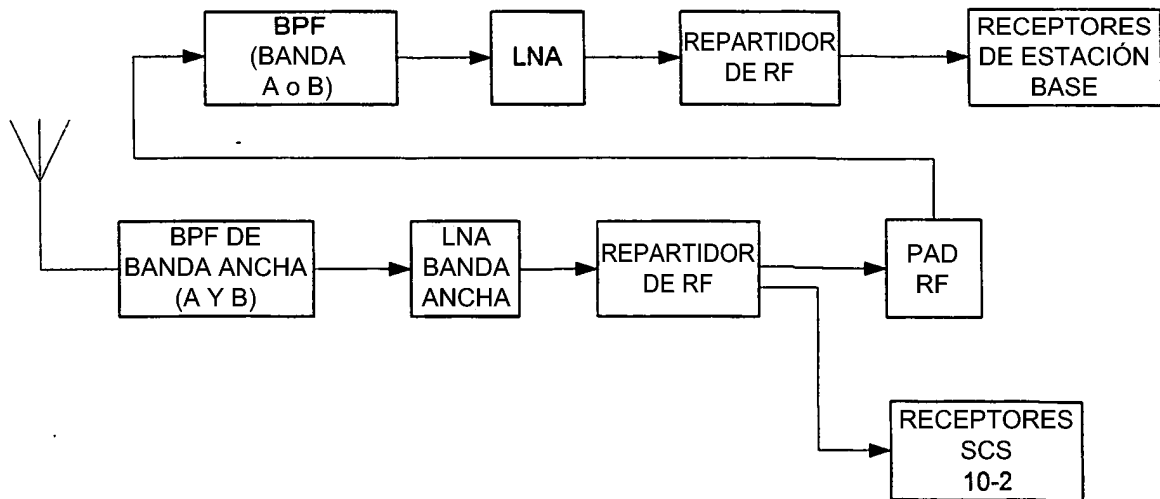 BPF
(BANDA
A o B)
LNA
REPARTIDOR
DE RF
RECEPTORES
DE ESTACIÓN
BASE
BPF DE
BANDA ANCHA
(A Y B)
LNA
BANDA
ANCHA
REPARTIDOR
DE RF
PAD
RF
RECEPTORES
SCS
10-2